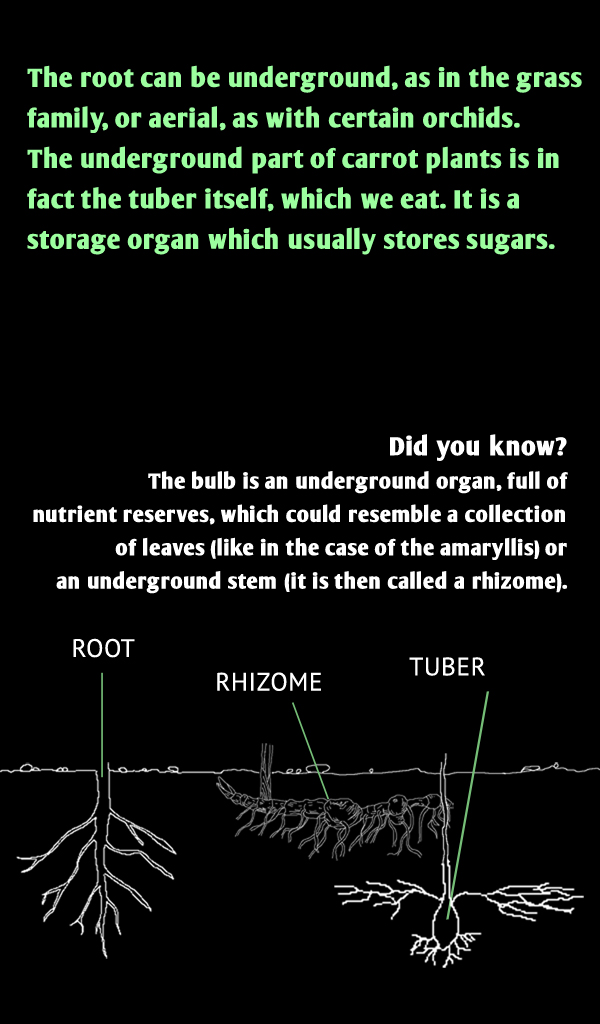 The root can be underground, as in the grass
family, or aerial, as with certain orchids.
The underground part of carrot plants is in
fact the tuber itself, which we eat. It is a
storage organ which usually stores sugars.
Did you know?
The bulb is an underground organ, full of
nutrient reserves, which could resemble a collection
of leaves (like in the case of the amaryllis) or
an underground stem (it is then called a rhizome).
ROOT
RHIZOME
TUBER